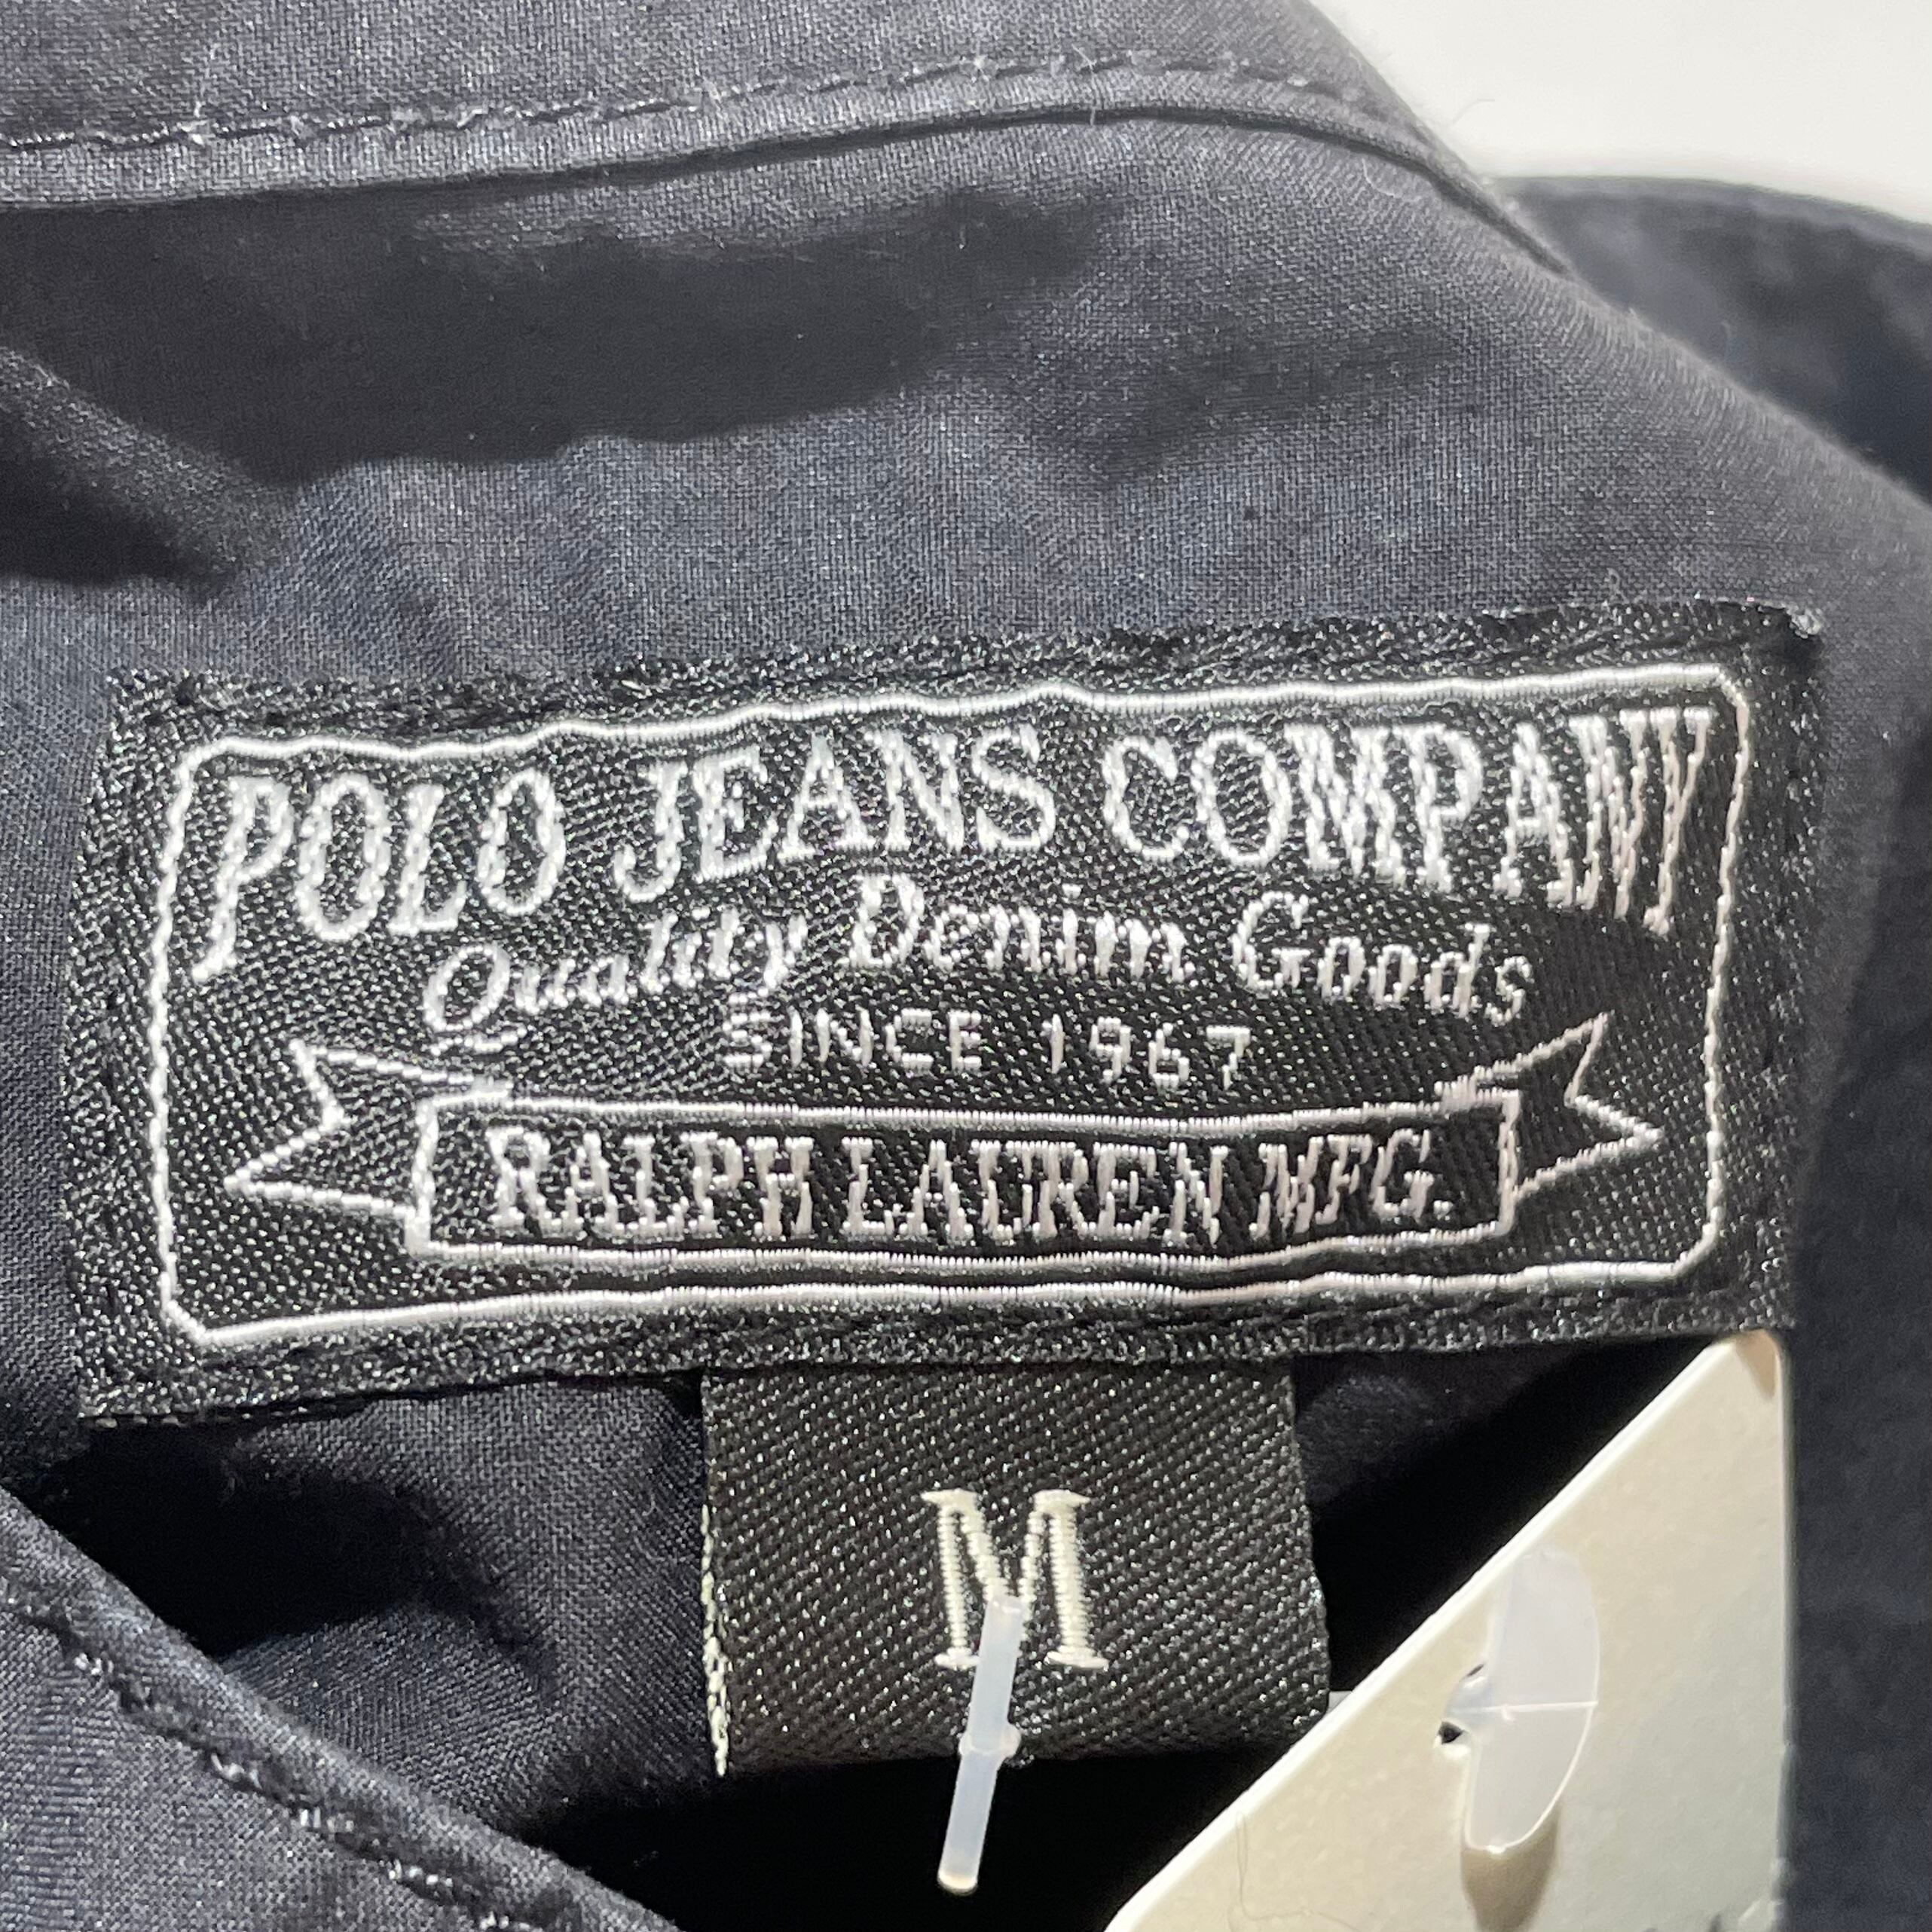 POLO JEANS COMPANY
Quality Denim Goods
SINCE 1967
RALPH LAUREN MFG.
M